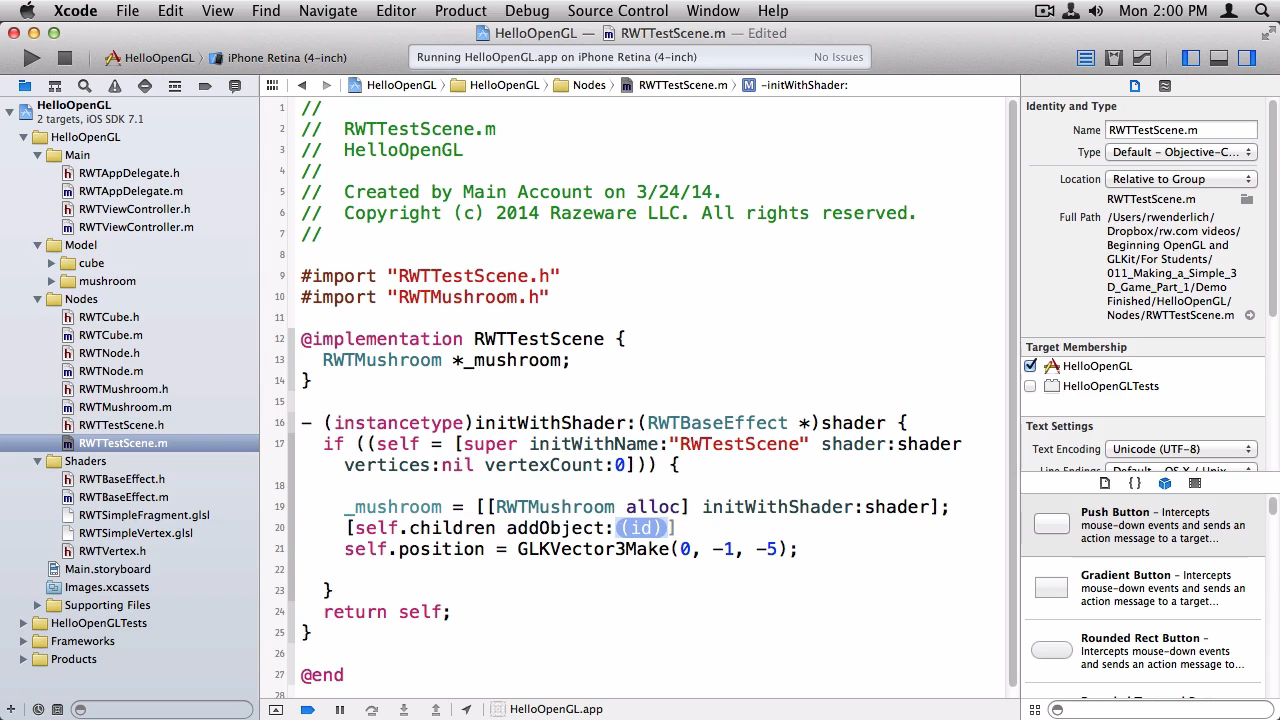 Xcode File Edit View Find Navigate Editor Product Debug Source Control Window Help Mon 2:00 PM
HelloOpenGL — RWTTestScene.m — Edited
HelloOpenGL iPhone Retina (4-inch) Running HelloOpenGL.app on iPhone Retina (4-inch) No Issues
HelloOpenGL HelloOpenGL Nodes RWTTestScene.m -initWithShader:
HelloOpenGL
2 targets, iOS SDK 7.1
HelloOpenGL
Main
RWTAppDelegate.h
RWTAppDelegate.m
RWTViewController.h
RWTViewController.m
Model
cube
mushroom
Nodes
RWTCube.h
RWTCube.m
RWTNode.h
RWTNode.m
RWTMushroom.h
RWTMushroom.m
RWTTestScene.h
RWTTestScene.m
Shaders
RWTBaseEffect.h
RWTBaseEffect.m
RWTSimpleFragment.glsl
RWTSimpleVertex.glsl
RWTVertex.h
Main.storyboard
Images.xcassets
Supporting Files
HelloOpenGLTests
Frameworks
Products
1 //
2 // RWTTestScene.m
3 // HelloOpenGL
4 //
5 // Created by Main Account on 3/24/14.
6 // Copyright (c) 2014 Razeware LLC. All rights reserved.
7 //
8
9 #import "RWTTestScene.h"
10 #import "RWTMushroom.h"
11
12 @implementation RWTTestScene {
13 RWTMushroom *_mushroom;
14 }
15
16 - (instancetype)initWithShader:(RWTBaseEffect *)shader {
17 if ((self = [super initWithName:"RWTTestScene" shader:shader
vertices:nil vertexCount:0])) {
18
19 _mushroom = [[RWTMushroom alloc] initWithShader:shader];
20 [self.children addObject:(id)]
21 self.position = GLKVector3Make(0, -1, -5);
22
23 }
24 return self;
25 }
26
27 @end
28
HelloOpenGL.app
Identity and Type
Name RWTTestScene.m
Type Default - Objective-C...
Location Relative to Group
RWTTestScene.m
Full Path /Users/rwenderlich/
Dropbox/rw.com videos/
Beginning OpenGL and
GLKit/For Students/
011_Making_a_Simple_3
D_Game_Part_1/Demo
Finished/HelloOpenGL/
Nodes/RWTTestScene.m
Target Membership
HelloOpenGL
HelloOpenGLTests
Text Settings
Text Encoding Unicode (UTF-8)
Push Button - Intercepts
mouse-down events and sends an
action message to a target...
Gradient Button - Intercepts
mouse-down events and sends an
action message to a target...
Rounded Rect Button -
Intercepts mouse-down events
and sends an action message to...